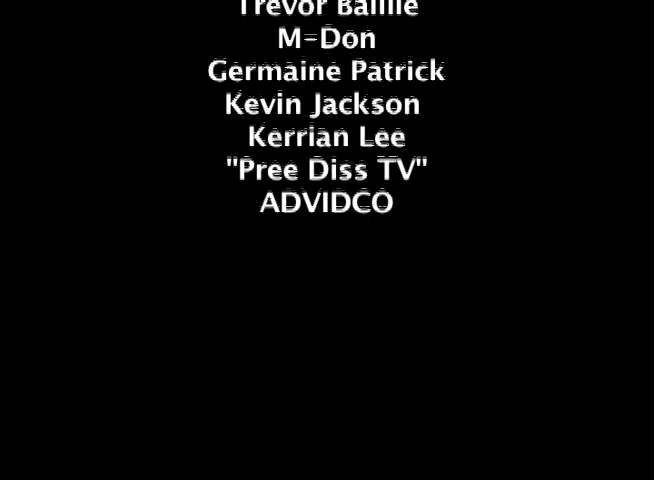 Trevor Baillie
M-Don
Germaine Patrick
Kevin Jackson
Kerrian Lee
"Pree Diss TV"
ADVIDCO